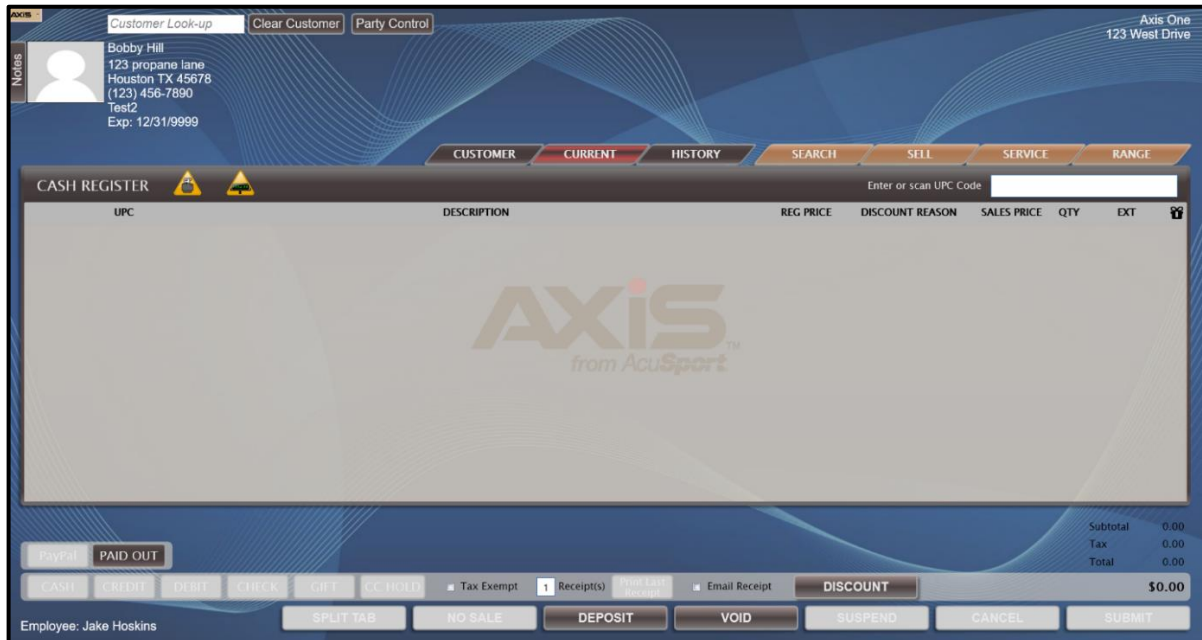 AXIS
Customer Look-up Clear Customer Party Control
Axis One
123 West Drive
Notes
Bobby Hill
123 propane lane
Houston TX 45678
(123) 456-7890
Test2
Exp: 12/31/9999
CUSTOMER CURRENT HISTORY SEARCH SELL SERVICE RANGE
CASH REGISTER Enter or scan UPC Code
UPC DESCRIPTION REG PRICE DISCOUNT REASON SALES PRICE QTY EXT
AXiS TM
from AcuSport
Subtotal 0.00
Tax 0.00
Total 0.00
PayPal PAID OUT
CASH CREDIT DEBIT CHECK GIFT CC HOLD Tax Exempt 1 Receipt(s) Print Last Receipt Email Receipt DISCOUNT $0.00
SPLIT TAB NO SALE DEPOSIT VOID SUSPEND CANCEL SUBMIT
Employee: Jake Hoskins